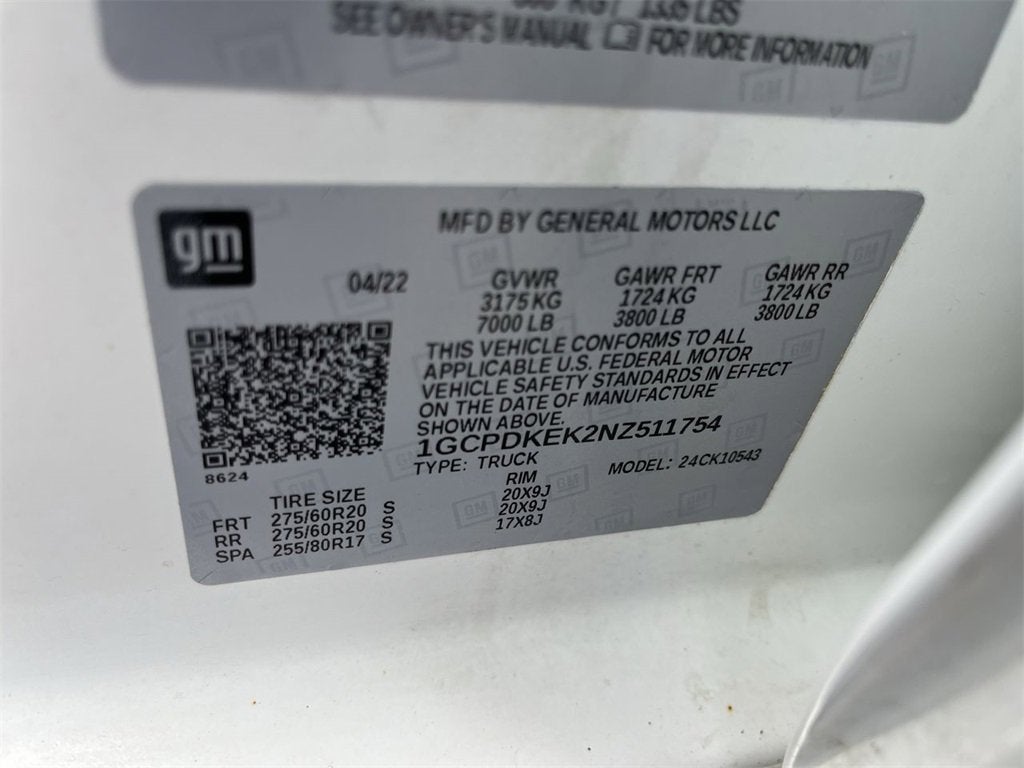 KG / 1335 LBS
SEE OWNER'S MANUAL FOR MORE INFORMATION
gm
MFD BY GENERAL MOTORS LLC
04/22 GVWR GAWR FRT GAWR RR
3175 KG 1724 KG 1724 KG
7000 LB 3800 LB 3800 LB
THIS VEHICLE CONFORMS TO ALL
APPLICABLE U.S. FEDERAL MOTOR
VEHICLE SAFETY STANDARDS IN EFFECT
ON THE DATE OF MANUFACTURE
SHOWN ABOVE.
1GCPDKEK2NZ511754
TYPE: TRUCK MODEL: 24CK10543
8624
TIRE SIZE RIM
FRT 275/60R20 S 20X9J
RR 275/60R20 S 20X9J
SPA 255/80R17 S 17X8J